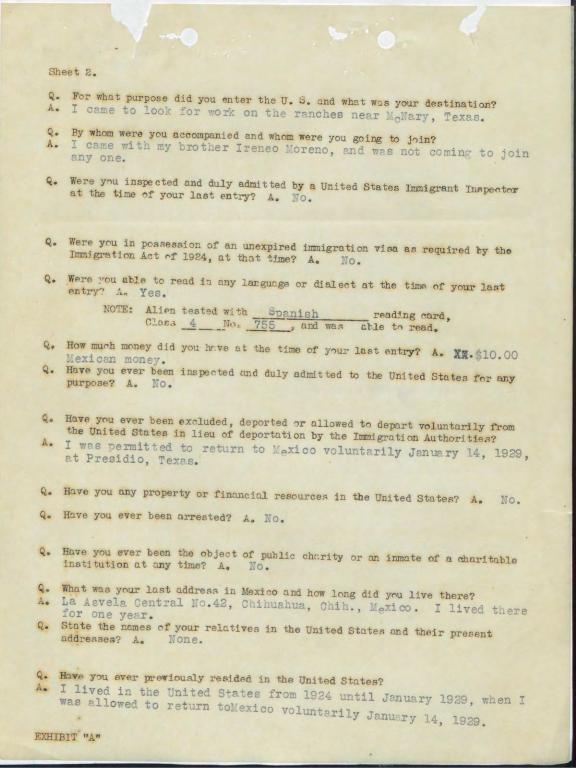 Sheet 2.
Q. For what purpose did you enter the U. S. and what was your destination?
A. I came to look for work on the ranches near McNary, Texas.
Q. By whom were you accompanied and whom were you going to join?
A. I came with my brother Ireneo Moreno, and was not coming to join
any one.
Q. Were you inspected and duly admitted by a United States Immigrant Inspector
at the time of your last entry? A. No.
Q. Were you in possession of an unexpired immigration visa as required by the
Immigration Act of 1924, at that time? A. No.
Q. Were you able to read in any language or dialect at the time of your last
entry? A. Yes.
NOTE: Alien tested with Spanish reading card,
Class 4 No. 755, and was able to read.
Q. How much money did you have at the time of your last entry? A. XX.$10.00
Mexican money.
Q. Have you ever been inspected and duly admitted to the United States for any
purpose? A. No.
Q. Have you ever been excluded, deported or allowed to depart voluntarily from
the United States in lieu of deportation by the Immigration Authorities?
A. I was permitted to return to Mexico voluntarily January 14, 1929,
at Presidio, Texas.
Q. Have you any property or financial resources in the United States? A. No.
Q. Have you ever been arrested? A. No.
Q. Have you ever been the object of public charity or an inmate of a charitable
institution at any time? A. No.
Q. What was your last address in Mexico and how long did you live there?
A. La Asvela Central No.42, Chihuahua, Chih., Mexico. I lived there
for one year.
Q. State the names of your relatives in the United States and their present
addresses? A. None.
Q. Have you ever previously resided in the United States?
A. I lived in the United States from 1924 until January 1929, when I
was allowed to return toMexico voluntarily January 14, 1929.
EXHIBIT "A"